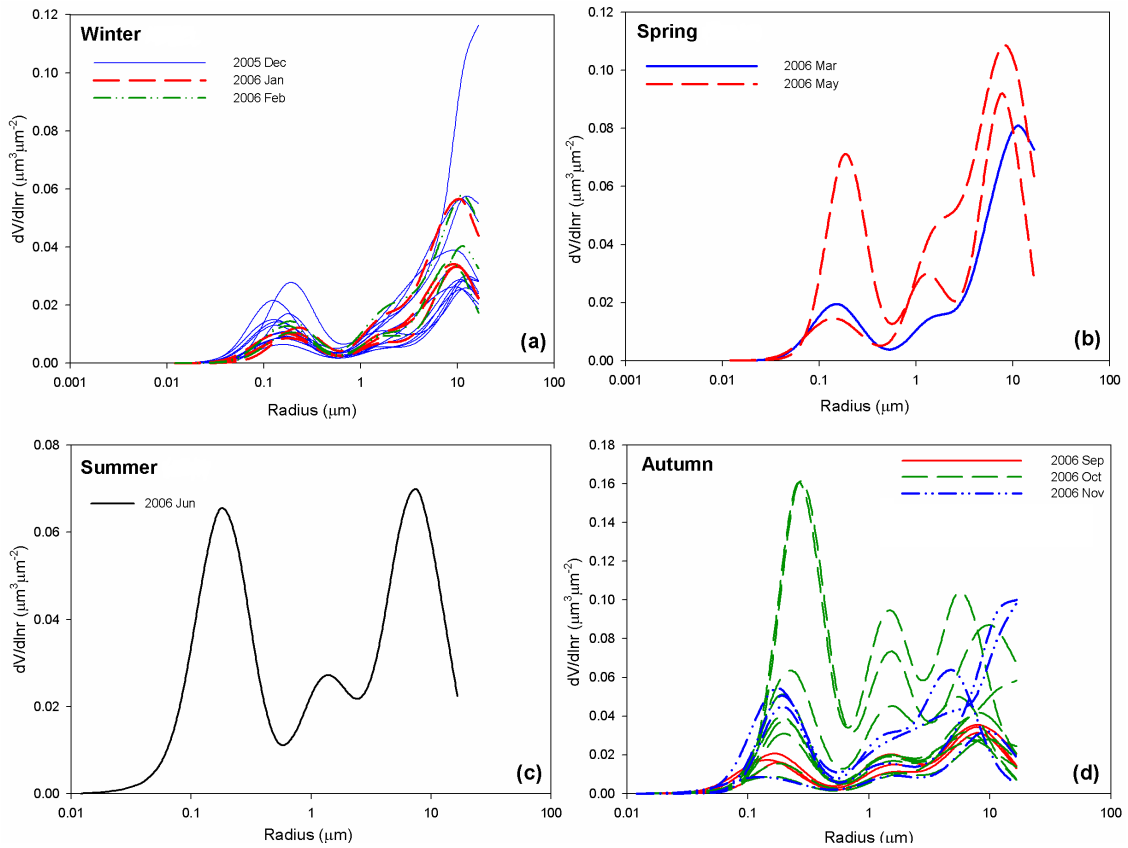 Winter
2005 Dec
2006 Jan
2006 Feb
0.12
0.10
0.08
0.06
0.04
0.02
0.00
dV/dlnr (μm³μm⁻²)
(a)
0.001 0.01 0.1 1 10 100
Radius (μm)
Spring
2006 Mar
2006 May
0.12
0.10
0.08
0.06
0.04
0.02
0.00
dV/dlnr (μm³μm⁻²)
(b)
0.001 0.01 0.1 1 10 100
Radius (μm)
Summer
2006 Jun
0.08
0.06
0.04
0.02
0.00
dV/dlnr (μm³μm⁻²)
(c)
0.01 0.1 1 10 100
Radius (μm)
Autumn
2006 Sep
2006 Oct
2006 Nov
0.18
0.16
0.14
0.12
0.10
0.08
0.06
0.04
0.02
0.00
dV/dlnr (μm³μm⁻²)
(d)
0.01 0.1 1 10 100
Radius (μm)